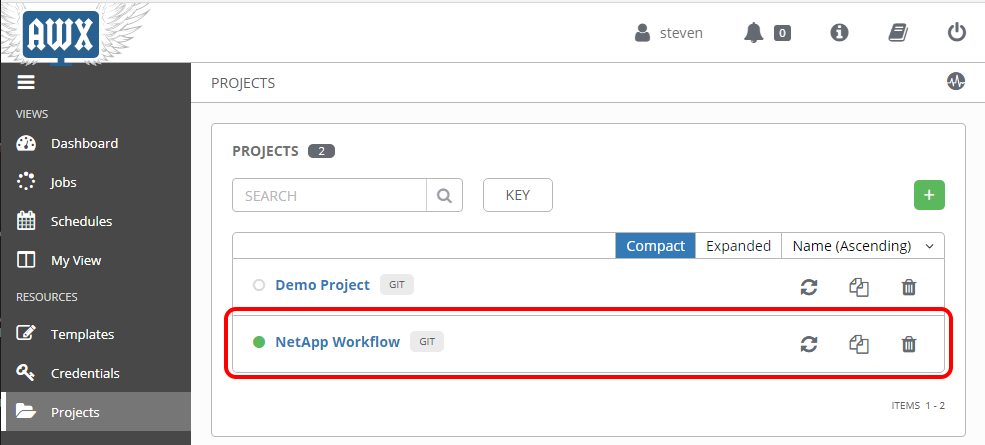 AWX
steven
0
PROJECTS
VIEWS
Dashboard
Jobs
Schedules
My View
RESOURCES
Templates
Credentials
Projects
PROJECTS 2
SEARCH
KEY
+
Compact Expanded Name (Ascending)
Demo Project GIT
NetApp Workflow GIT
ITEMS 1 - 2